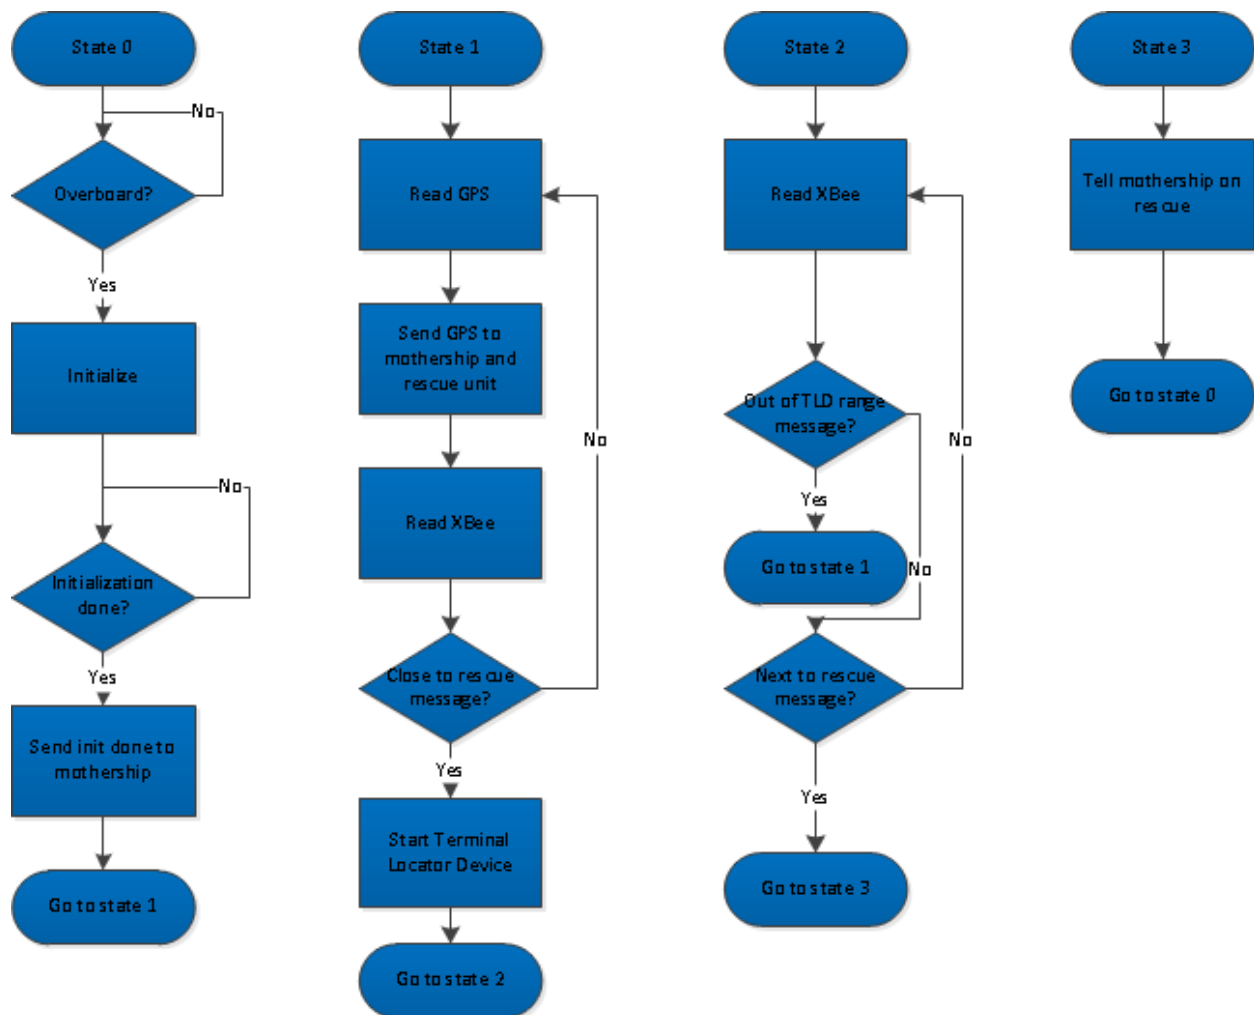 State 0
No
Overboard?
Yes
Initialize
No
Initialization
done?
Yes
Send init done to
mothership
Go to state 1
State 1
Read GPS
Send GPS to
mothership and
rescue unit
No
Read XBee
Close to rescue
message?
Yes
Start Terminal
Locator Device
Go to state 2
State 2
Read XBee
Out of TLD range
message?
No
Yes
Go to state 1
No
Next to rescue
message?
Yes
Go to state 3
State 3
Tell mothership on
rescue
Go to state 0